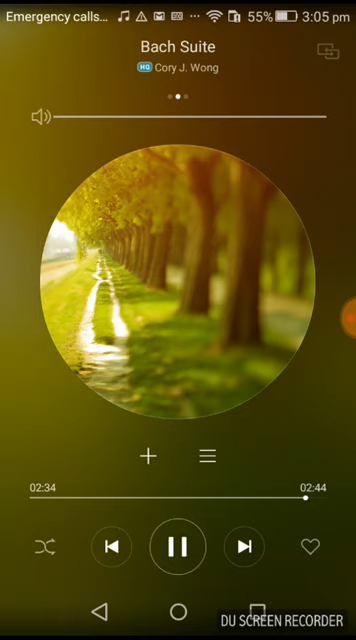 Emergency calls... 55% 3:05 pm
Bach Suite
HQ Cory J. Wong
02:34 02:44
DU SCREEN RECORDER